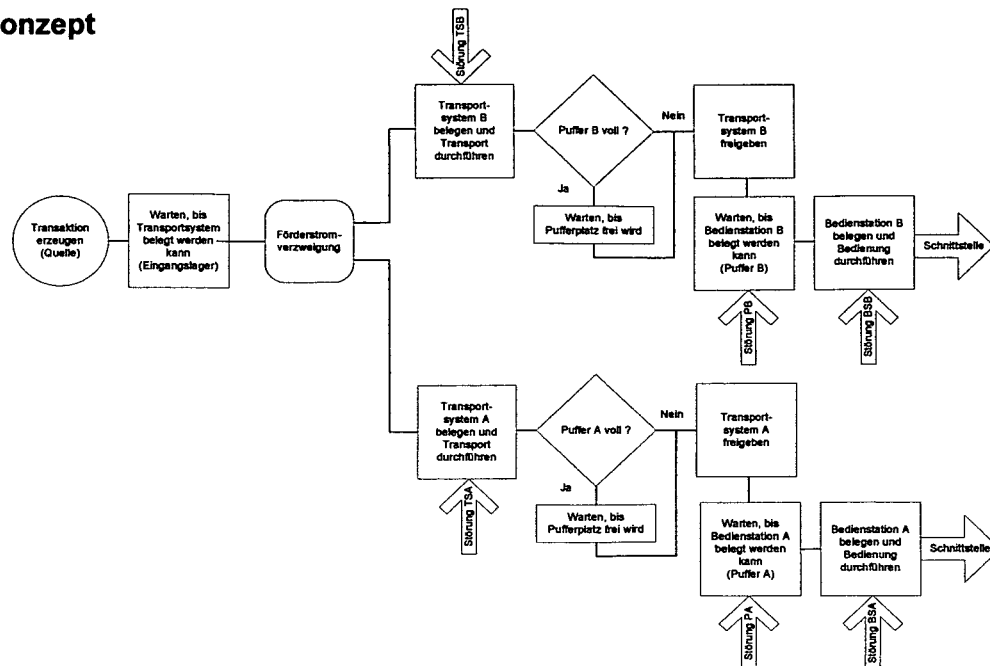 onzept
Störung TSB
Transport-
system B
belegen und
Transport
durchführen
Puffer B voll ?
Nein
Ja
Warten, bis
Pufferplatz frei wird
Transport-
system B
freigeben
Transaktion
erzeugen
(Quelle)
Warten, bis
Transportsystem
belegt werden
kann
(Eingangslager)
Förderstrom-
verzweigung
Warten, bis
Bedienstation B
belegt werden
kann
(Puffer B)
Bedienstation B
belegen und
Bedienung
durchführen
Schnittstelle
Störung PB
Störung BSB
Transport-
system A
belegen und
Transport
durchführen
Störung TSA
Puffer A voll ?
Nein
Ja
Warten, bis
Pufferplatz frei wird
Transport-
system A
freigeben
Warten, bis
Bedienstation A
belegt werden
kann
(Puffer A)
Bedienstation A
belegen und
Bedienung
durchführen
Schnittstelle
Störung PA
Störung BSA